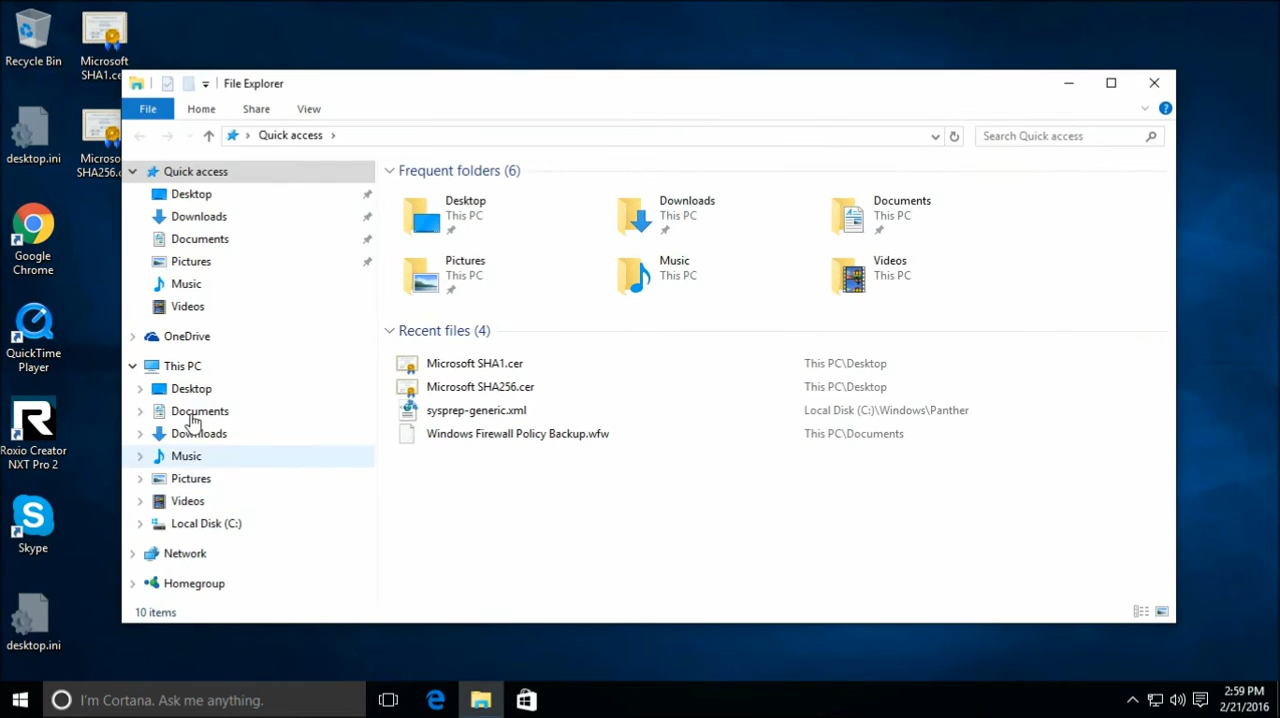 Recycle Bin
Microsoft
SHA1.ce
desktop.ini
Microso
SHA256.c
Google
Chrome
QuickTime
Player
Roxio Creator
NXT Pro 2
Skype
desktop.ini
File Explorer
File Home Share View
Quick access
Search Quick access
Quick access
Desktop
Downloads
Documents
Pictures
Music
Videos
OneDrive
This PC
Desktop
Documents
Downloads
Music
Pictures
Videos
Local Disk (C:)
Network
Homegroup
10 items
Frequent folders (6)
Desktop
This PC
Downloads
This PC
Documents
This PC
Pictures
This PC
Music
This PC
Videos
This PC
Recent files (4)
Microsoft SHA1.cer This PC\Desktop
Microsoft SHA256.cer This PC\Desktop
sysprep-generic.xml Local Disk (C:)\Windows\Panther
Windows Firewall Policy Backup.wfw This PC\Documents
I'm Cortana. Ask me anything.
2:59 PM
2/21/2016